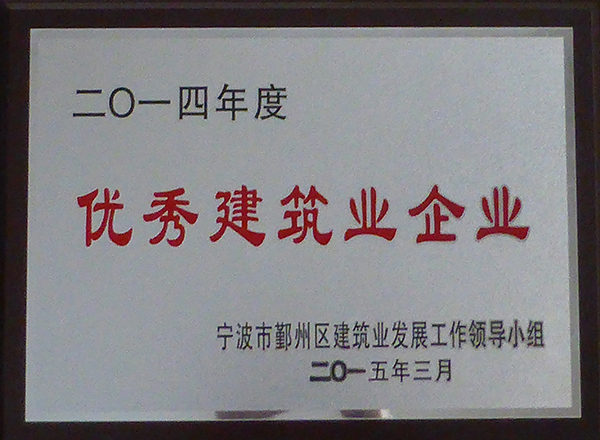 二〇一四年度
优秀建筑业企业
宁波市鄞州区建筑业发展工作领导小组
二〇一五年三月